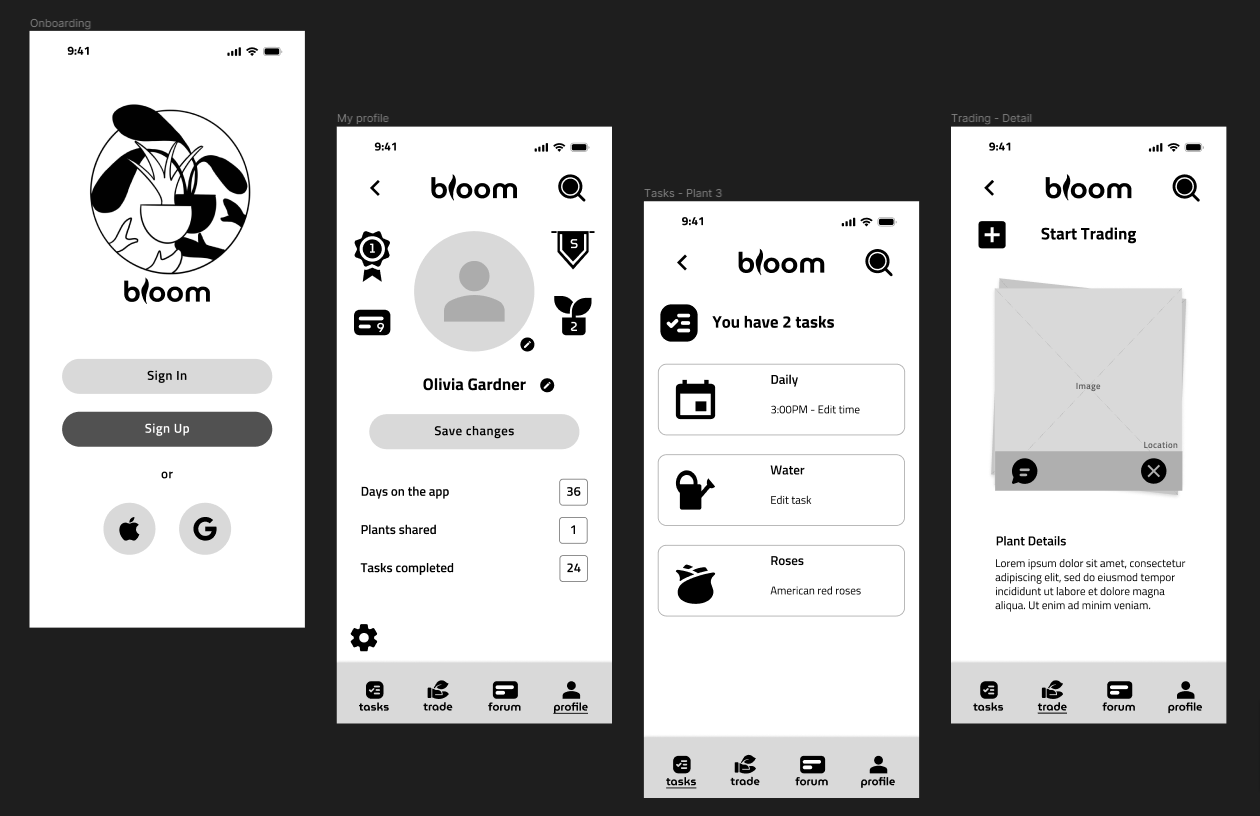 Onboarding
9:41
bloom
Sign In
Sign Up
or
G
My profile
9:41
bloom
1
S
9
2
Olivia Gardner
Save changes
Days on the app 36
Plants shared 1
Tasks completed 24
tasks trade forum profile
Tasks - Plant 3
9:41
bloom
You have 2 tasks
Daily
3:00PM - Edit time
Water
Edit task
Roses
American red roses
tasks trade forum profile
Trading - Detail
9:41
bloom
Start Trading
Image
Location
Plant Details
Lorem ipsum dolor sit amet, consectetur
adipiscing elit, sed do eiusmod tempor
incididunt ut labore et dolore magna
aliqua. Ut enim ad minim veniam.
tasks trade forum profile